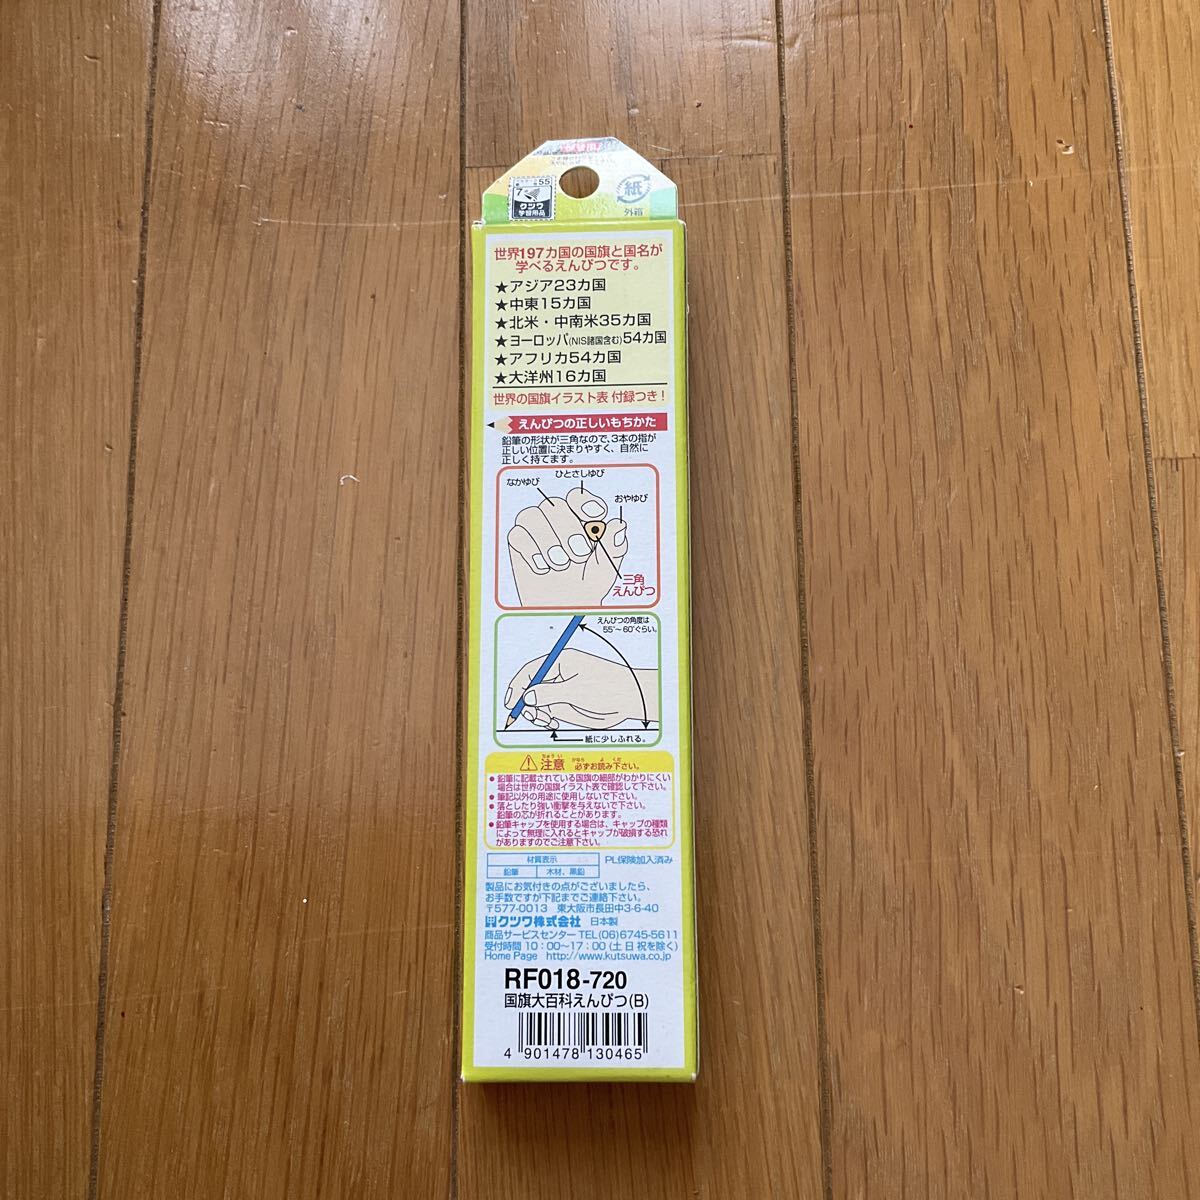 55
7
クツワ
学習用品
紙
外箱
世界197カ国の国旗と国名が
学べるえんぴつです。
★アジア23カ国
★中東15カ国
★北米・中南米35カ国
★ヨーロッパ(NIS諸国含む)54カ国
★アフリカ54カ国
★大洋州16カ国
世界の国旗イラスト表 付録つき!
えんぴつの正しいもちかた
鉛筆の形状が三角なので、3本の指が
正しい位置に決まりやすく、自然に
正しく持てます。
ひとさしゆび
なかゆび
おやゆび
三角
えんぴつ
えんぴつの角度は
55°~60°ぐらい。
紙に少しふれる。
注意 必ずお読み下さい。
●鉛筆に記載されている国旗の細部がわかりにくい
場合は世界の国旗イラスト表で確認して下さい。
●筆記以外の用途に使用しないで下さい。
●落としたり強い衝撃を与えないで下さい。
鉛筆の芯が折れることがあります。
●鉛筆キャップを使用する場合は、キャップの種類
によって無理に入れるとキャップが破損する恐れ
がありますのでご注意下さい。
材質表示 PL保険加入済み
鉛筆 木材、黒鉛
製品にお気付きの点がございましたら、
お手数ですが下記までご連絡下さい。
〒577-0013 東大阪市長田中3-6-40
クツワ株式会社 日本製
商品サービスセンター TEL(06)6745-5611
受付時間 10:00~17:00 (土 日 祝を除く)
Home Page http://www.kutsuwa.co.jp
RF018-720
国旗大百科えんぴつ(B)
4 901478 130465